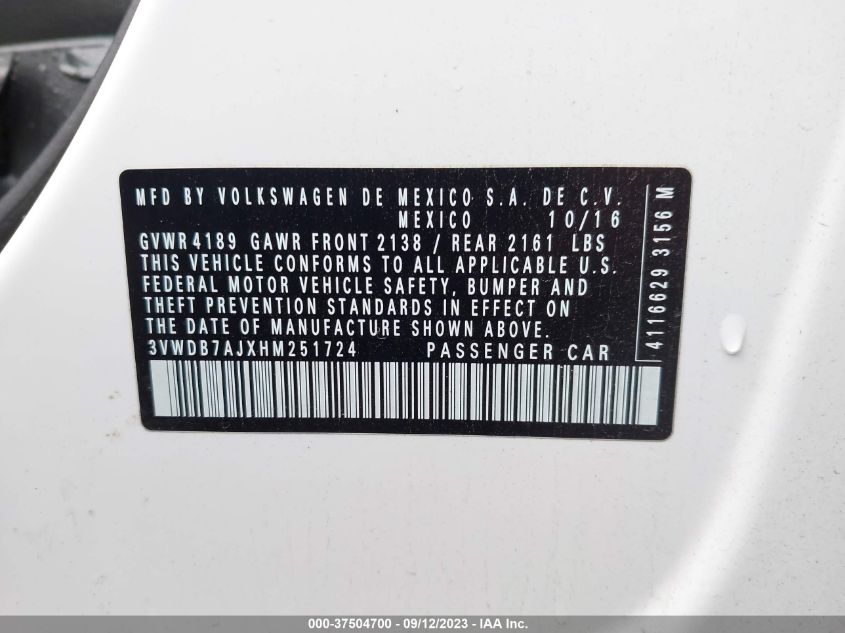 MFD BY VOLKSWAGEN DE MEXICO S.A. DE C.V.
MEXICO 10/16
GVWR 4189 GAWR FRONT 2138 / REAR 2161 LBS
THIS VEHICLE CONFORMS TO ALL APPLICABLE U.S.
FEDERAL MOTOR VEHICLE SAFETY, BUMPER AND
THEFT PREVENTION STANDARDS IN EFFECT ON
THE DATE OF MANUFACTURE SHOWN ABOVE.
3VWDB7AJXHM251724 PASSENGER CAR
4116629 3156 M
000-37504700 - 09/12/2023 - IAA Inc.